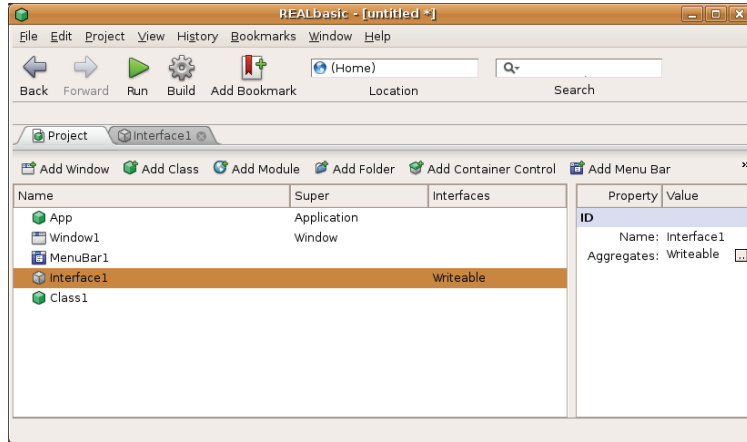 REALbasic - [untitled *]
File Edit Project View History Bookmarks Window Help
(Home)
Back Forward Run Build Add Bookmark Location Search
Project Interface1
Add Window Add Class Add Module Add Folder Add Container Control Add Menu Bar »
Name Super Interfaces Property Value
App Application ID
Window1 Window Name: Interface1
MenuBar1 Aggregates: Writeable ...
Interface1 Writeable
Class1